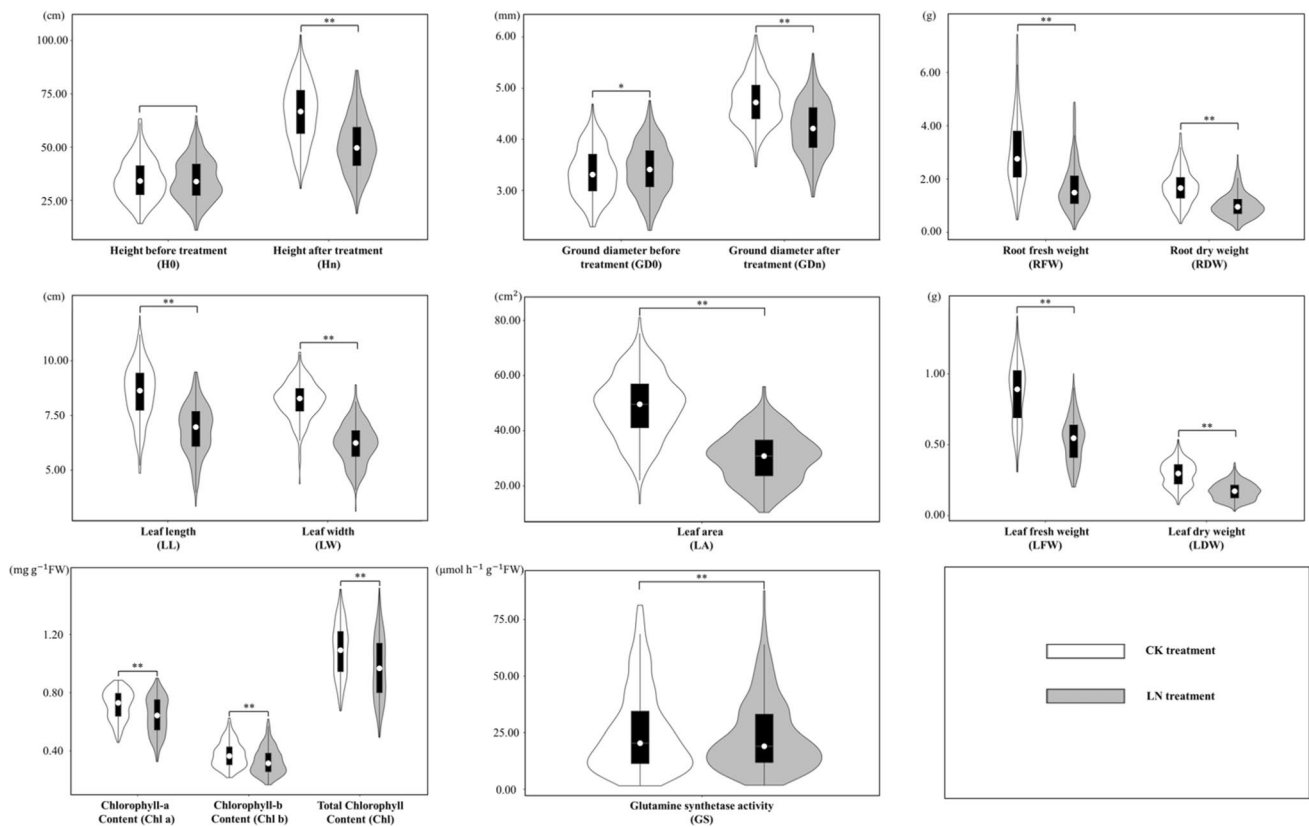 (cm)
100.00
75.00
50.00
25.00
**
Height before treatment
(H0)
Height after treatment
(Hn)
(mm)
6.00
5.00
4.00
3.00
*
**
Ground diameter before
treatment (GD0)
Ground diameter after
treatment (GDn)
(g)
6.00
4.00
2.00
0.00
**
**
Root fresh weight
(RFW)
Root dry weight
(RDW)
(cm)
10.00
7.50
5.00
**
**
Leaf length
(LL)
Leaf width
(LW)
(cm²)
80.00
60.00
40.00
20.00
**
Leaf area
(LA)
(g)
1.00
0.50
0.00
**
**
Leaf fresh weight
(LFW)
Leaf dry weight
(LDW)
(mg g⁻¹FW)
1.20
0.80
0.40
**
**
**
Chlorophyll-a
Content (Chl a)
Chlorophyll-b
Content (Chl b)
Total Chlorophyll
Content (Chl)
(μmol h⁻¹ g⁻¹FW)
75.00
50.00
25.00
0.00
**
Glutamine synthetase activity
(GS)
CK treatment
LN treatment